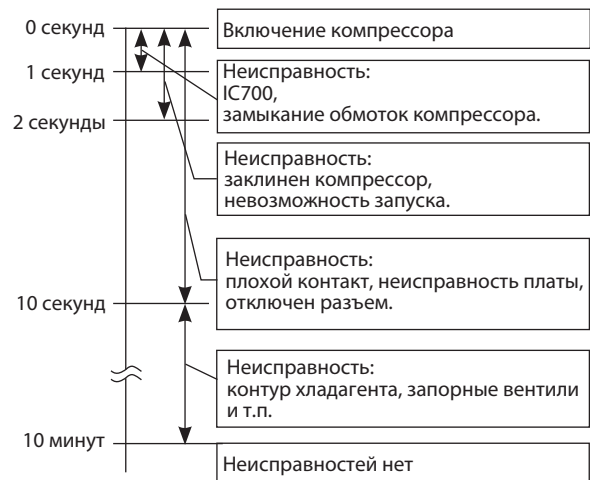 0 секунд
Включение компрессора
1 секунд
Неисправность:
IC700,
замыкание обмоток компрессора.
2 секунды
Неисправность:
заклинен компрессор,
невозможность запуска.
Неисправность:
плохой контакт, неисправность платы,
отключен разъем.
10 секунд
Неисправность:
контур хладагента, запорные вентили
и т.п.
10 минут
Неисправностей нет